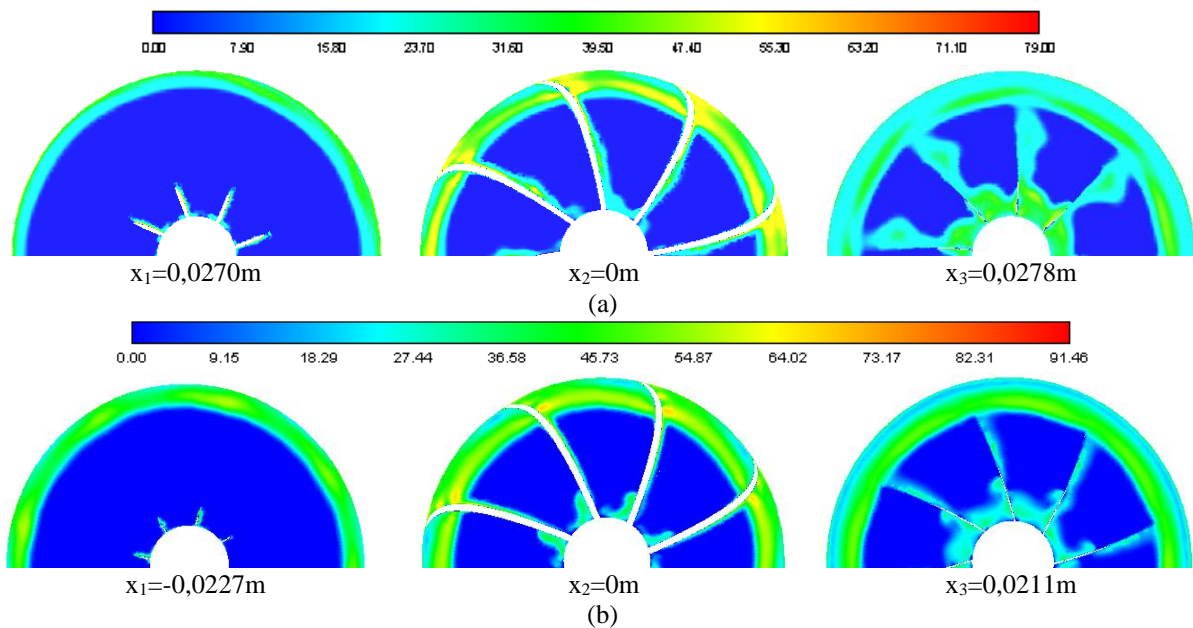 0.00 7.90 15.80 23.70 31.60 39.50 47.40 55.30 63.20 71.10 79.00
x₁=0,0270m x₂=0m x₃=0,0278m
(a)
0.00 9.15 18.29 27.44 36.58 45.73 54.87 64.02 73.17 82.31 91.46
x₁=-0,0227m x₂=0m x₃=0,0211m
(b)